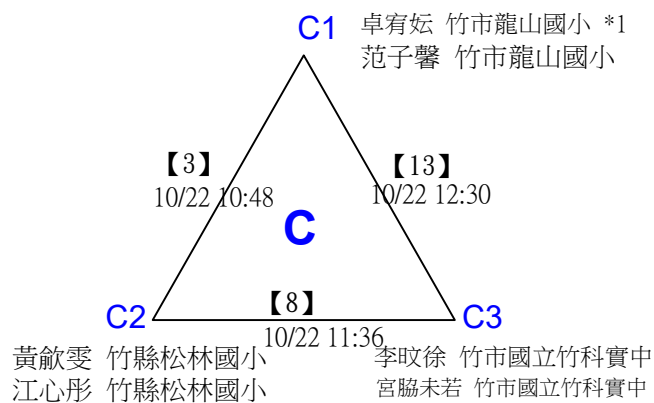 C1
卓宥妘 竹市龍山國小 *1
范子馨 竹市龍山國小
【3】
10/22 10:48
【13】
10/22 12:30
C
【8】
10/22 11:36
C2
黃歆雯 竹縣松林國小
江心彤 竹縣松林國小
C3
李旼徐 竹市國立竹科實中
宮脇未若 竹市國立竹科實中